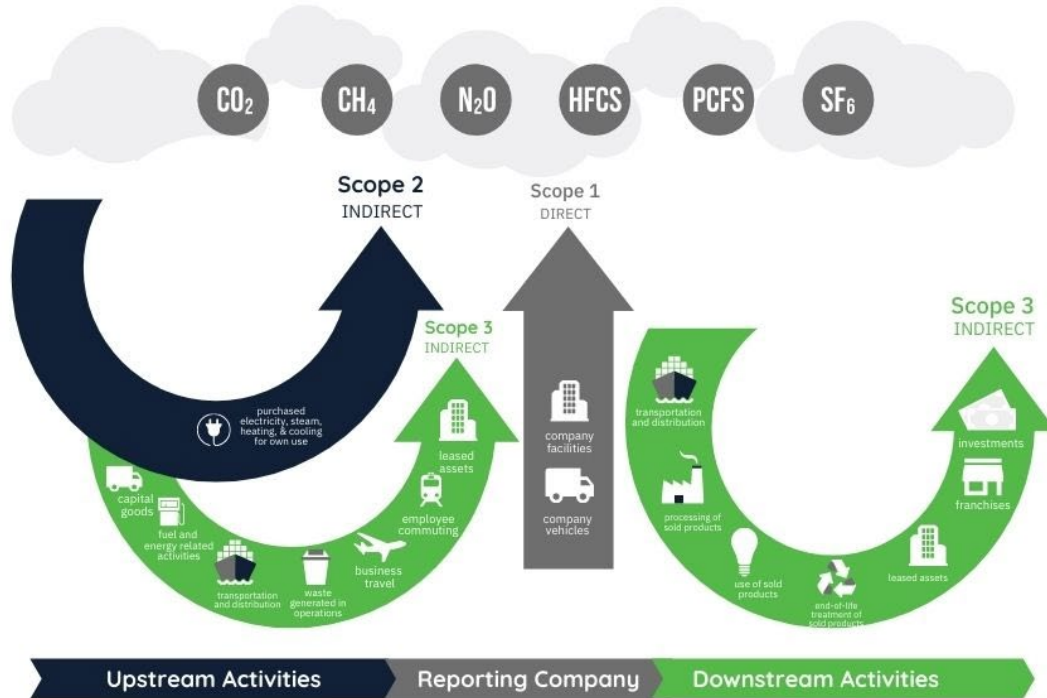 CO₂
CH₄
N₂O
HFCS
PCFS
SF₆
Scope 2
INDIRECT
Scope 1
DIRECT
Scope 3
INDIRECT
Scope 3
INDIRECT
purchased
electricity, steam,
heating, & cooling
for own use
capital
goods
fuel and
energy related
activities
transportation
and distribution
waste
generated in
operations
business
travel
employee
commuting
leased
assets
company
facilities
company
vehicles
transportation
and distribution
processing of
sold products
use of sold
products
end-of-life
treatment of
sold products
leased assets
franchises
investments
Upstream Activities
Reporting Company
Downstream Activities